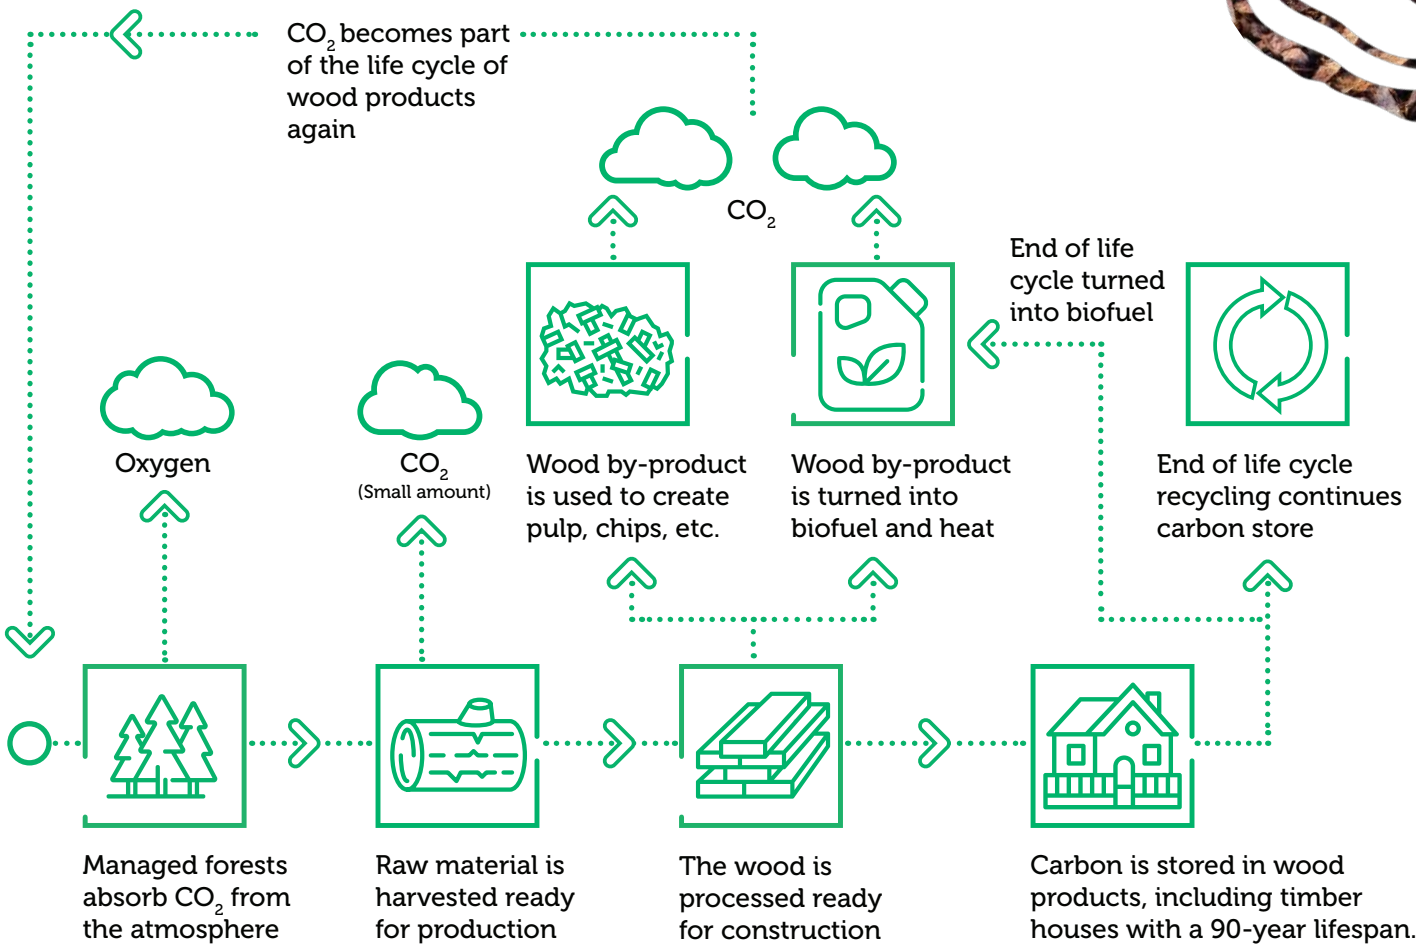 CO₂ becomes part
of the life cycle of
wood products
again
CO₂
End of life
cycle turned
into biofuel
Oxygen
CO₂
(Small amount)
Wood by-product
is used to create
pulp, chips, etc.
Wood by-product
is turned into
biofuel and heat
End of life cycle
recycling continues
carbon store
Managed forests
absorb CO₂ from
the atmosphere
Raw material is
harvested ready
for production
The wood is
processed ready
for construction
Carbon is stored in wood
products, including timber
houses with a 90-year lifespan.